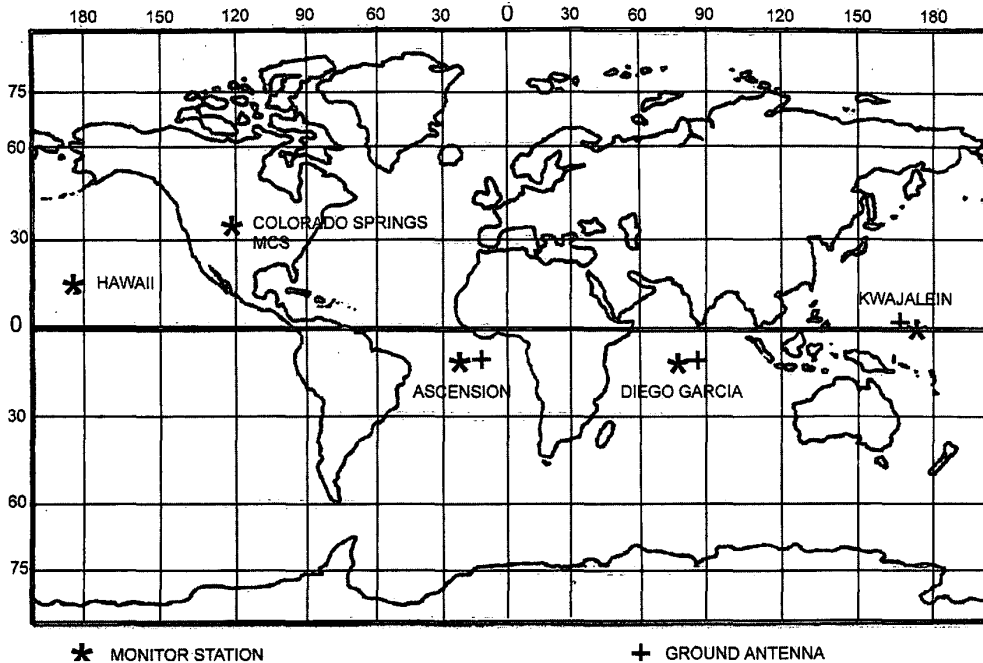 180 150 120 90 60 30 0 30 60 90 120 150 180
75
60
COLORADO SPRINGS
MCS
30
HAWAII
KWAJALEIN
0
ASCENSION
DIEGO GARCIA
30
60
75
MONITOR STATION
GROUND ANTENNA